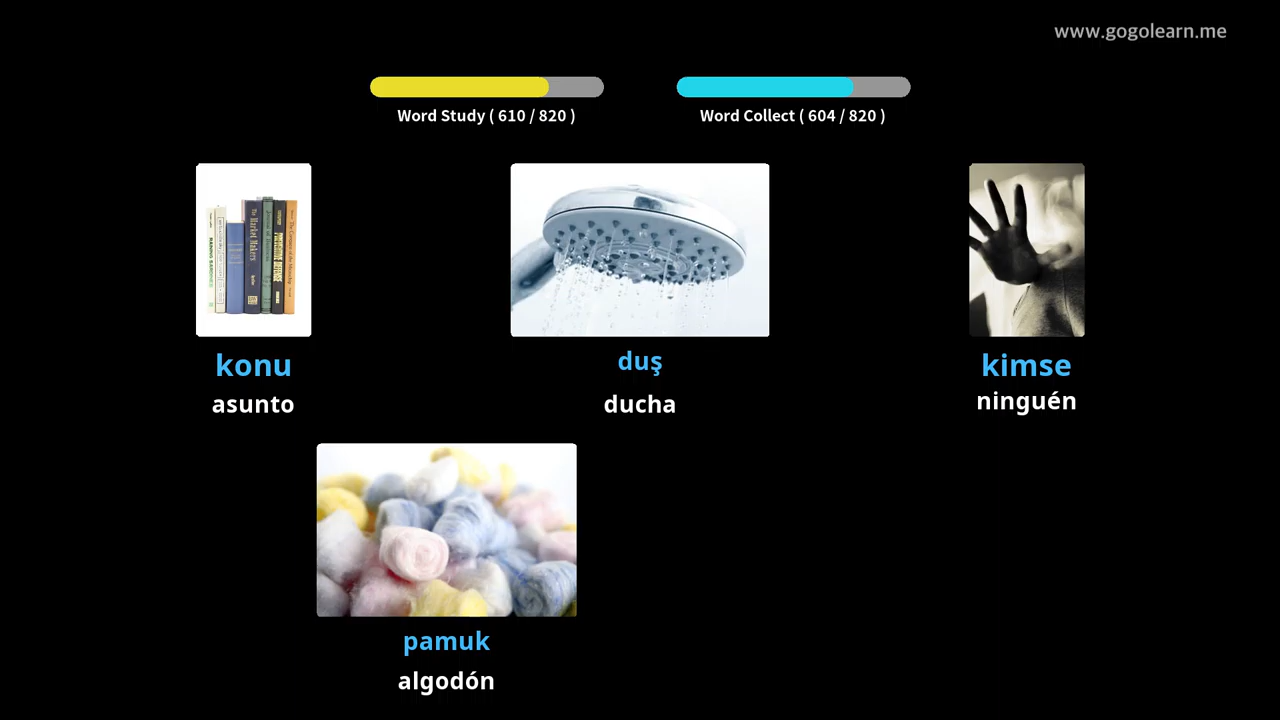 www.gogolearn.me
Word Study ( 610 / 820 )
Word Collect ( 604 / 820 )
konu
duş
kimse
asunto
ducha
ninguén
pamuk
algodón